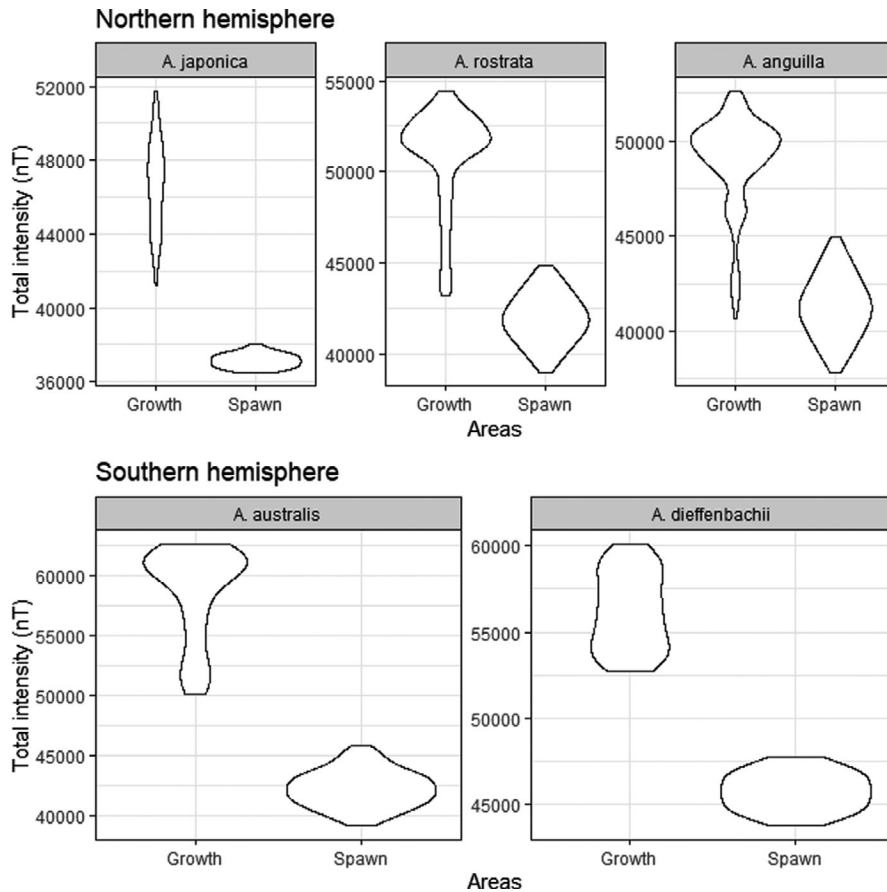 Northern hemisphere
A. japonica
A. rostrata
A. anguilla
Total intensity (nT)
52000
48000
44000
40000
36000
55000
50000
45000
40000
50000
45000
40000
Growth Spawn
Growth Spawn
Growth Spawn
Areas
Southern hemisphere
A. australis
A. dieffenbachii
Total intensity (nT)
60000
55000
50000
45000
40000
60000
55000
50000
45000
Growth Spawn
Growth Spawn
Areas